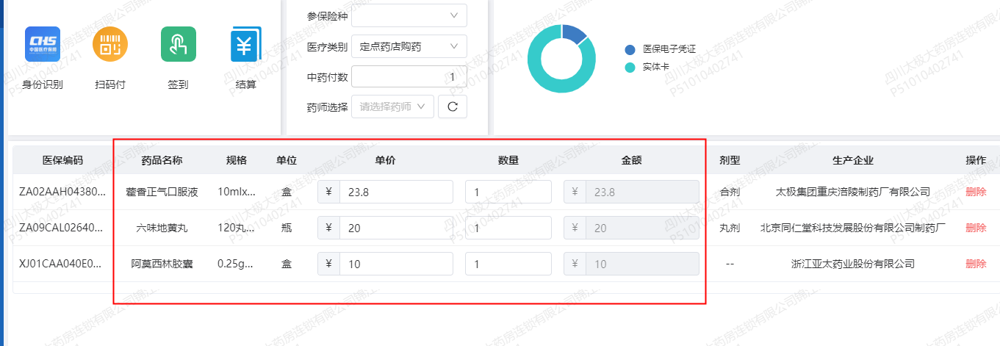 参保险种
CHS
中国医疗保障
医疗类别 定点药店购药
医保电子凭证
实体卡
身份识别 扫码付 签到 结算
中药付数 1
药师选择 请选择药师
医保编码 药品名称 规格 单位 单价 数量 金额 剂型 生产企业 操作
ZA02AAH04380... 藿香正气口服液 10mlx... 盒 ¥ 23.8 1 ¥ 23.8 合剂 太极集团重庆涪陵制药厂有限公司 删除
ZA09CAL02640... 六味地黄丸 120丸... 瓶 ¥ 20 1 ¥ 20 丸剂 北京同仁堂科技发展股份有限公司制药厂 删除
XJ01CAA040E0... 阿莫西林胶囊 0.25g... 盒 ¥ 10 1 ¥ 10 -- 浙江亚太药业股份有限公司 删除
四川太极大药房连锁有限公司锦江
P51010402741